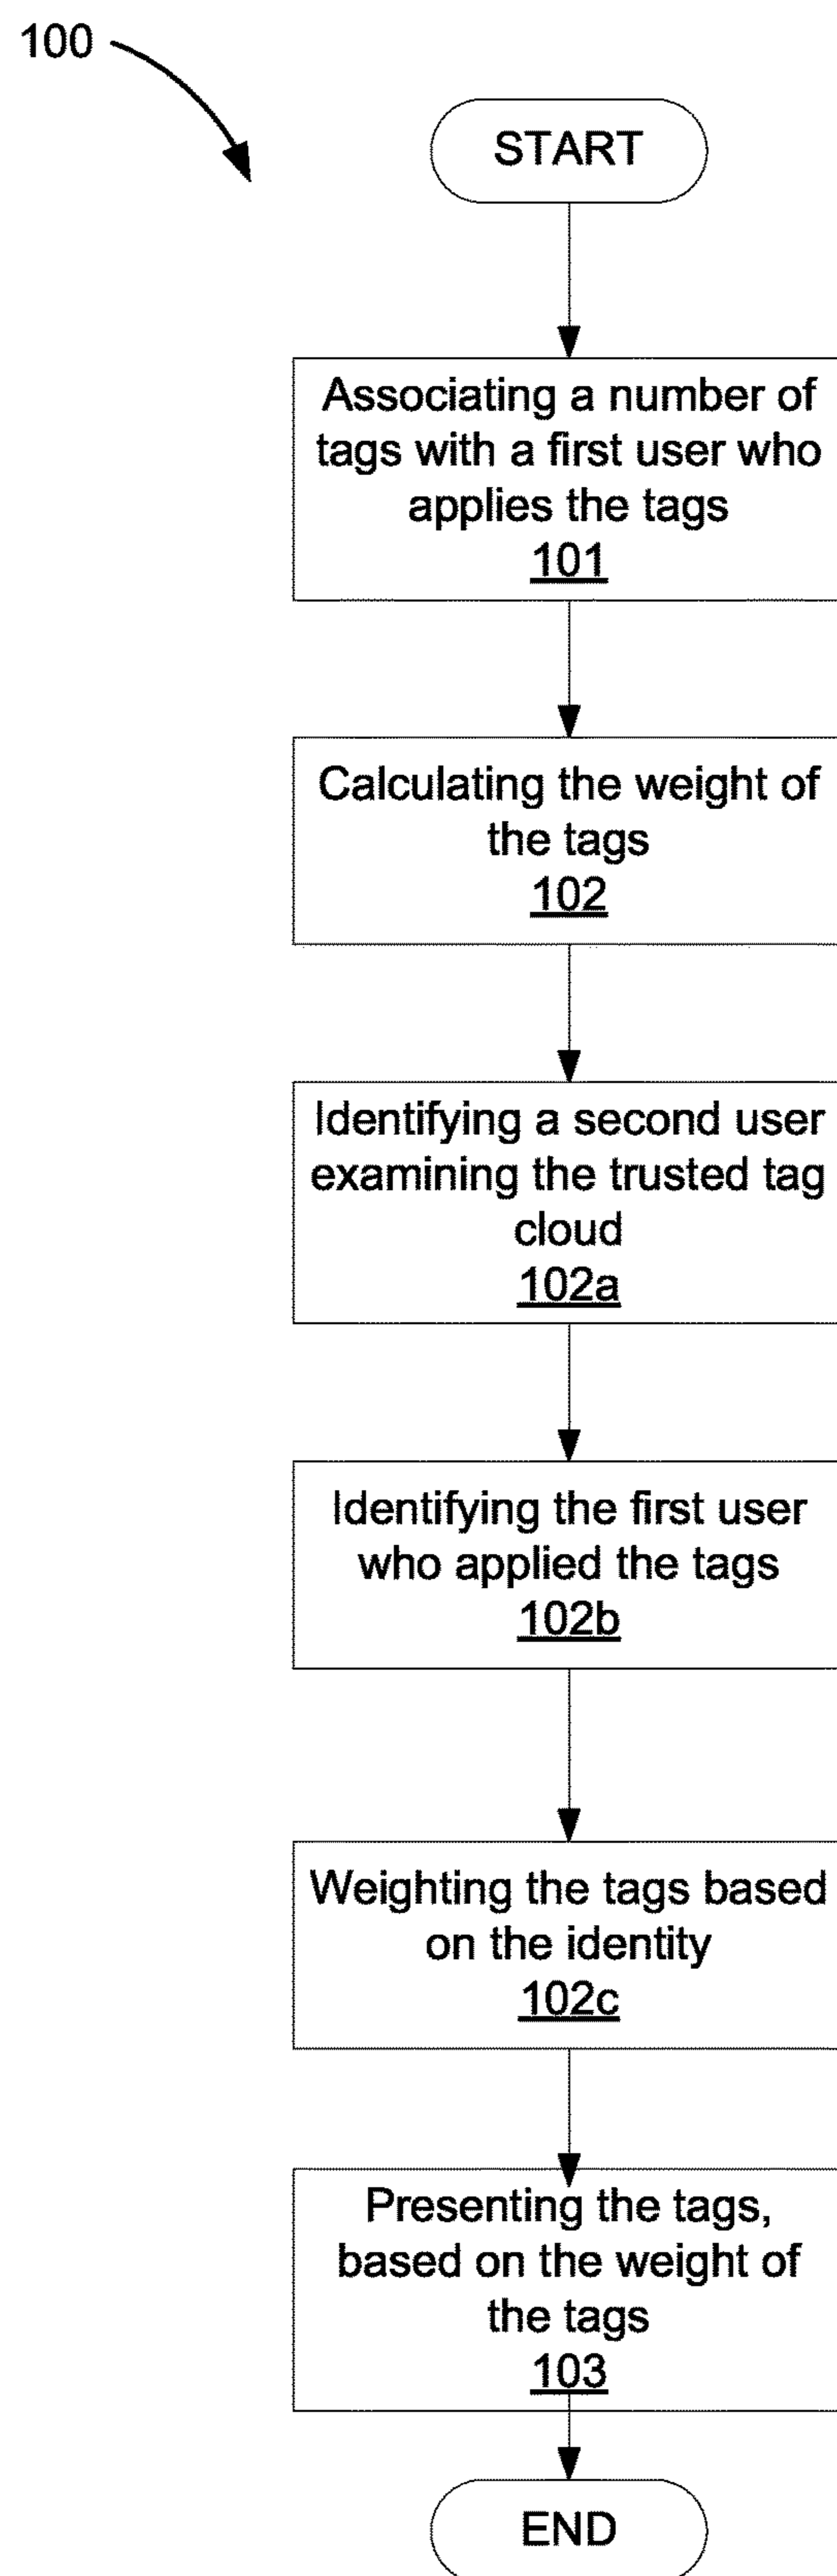 100
START
Associating a number of
tags with a first user who
applies the tags
101
Calculating the weight of
the tags
102
Identifying a second user
examining the trusted tag
cloud
102a
Identifying the first user
who applied the tags
102b
Weighting the tags based
on the identity
102c
Presenting the tags,
based on the weight of
the tags
103
END